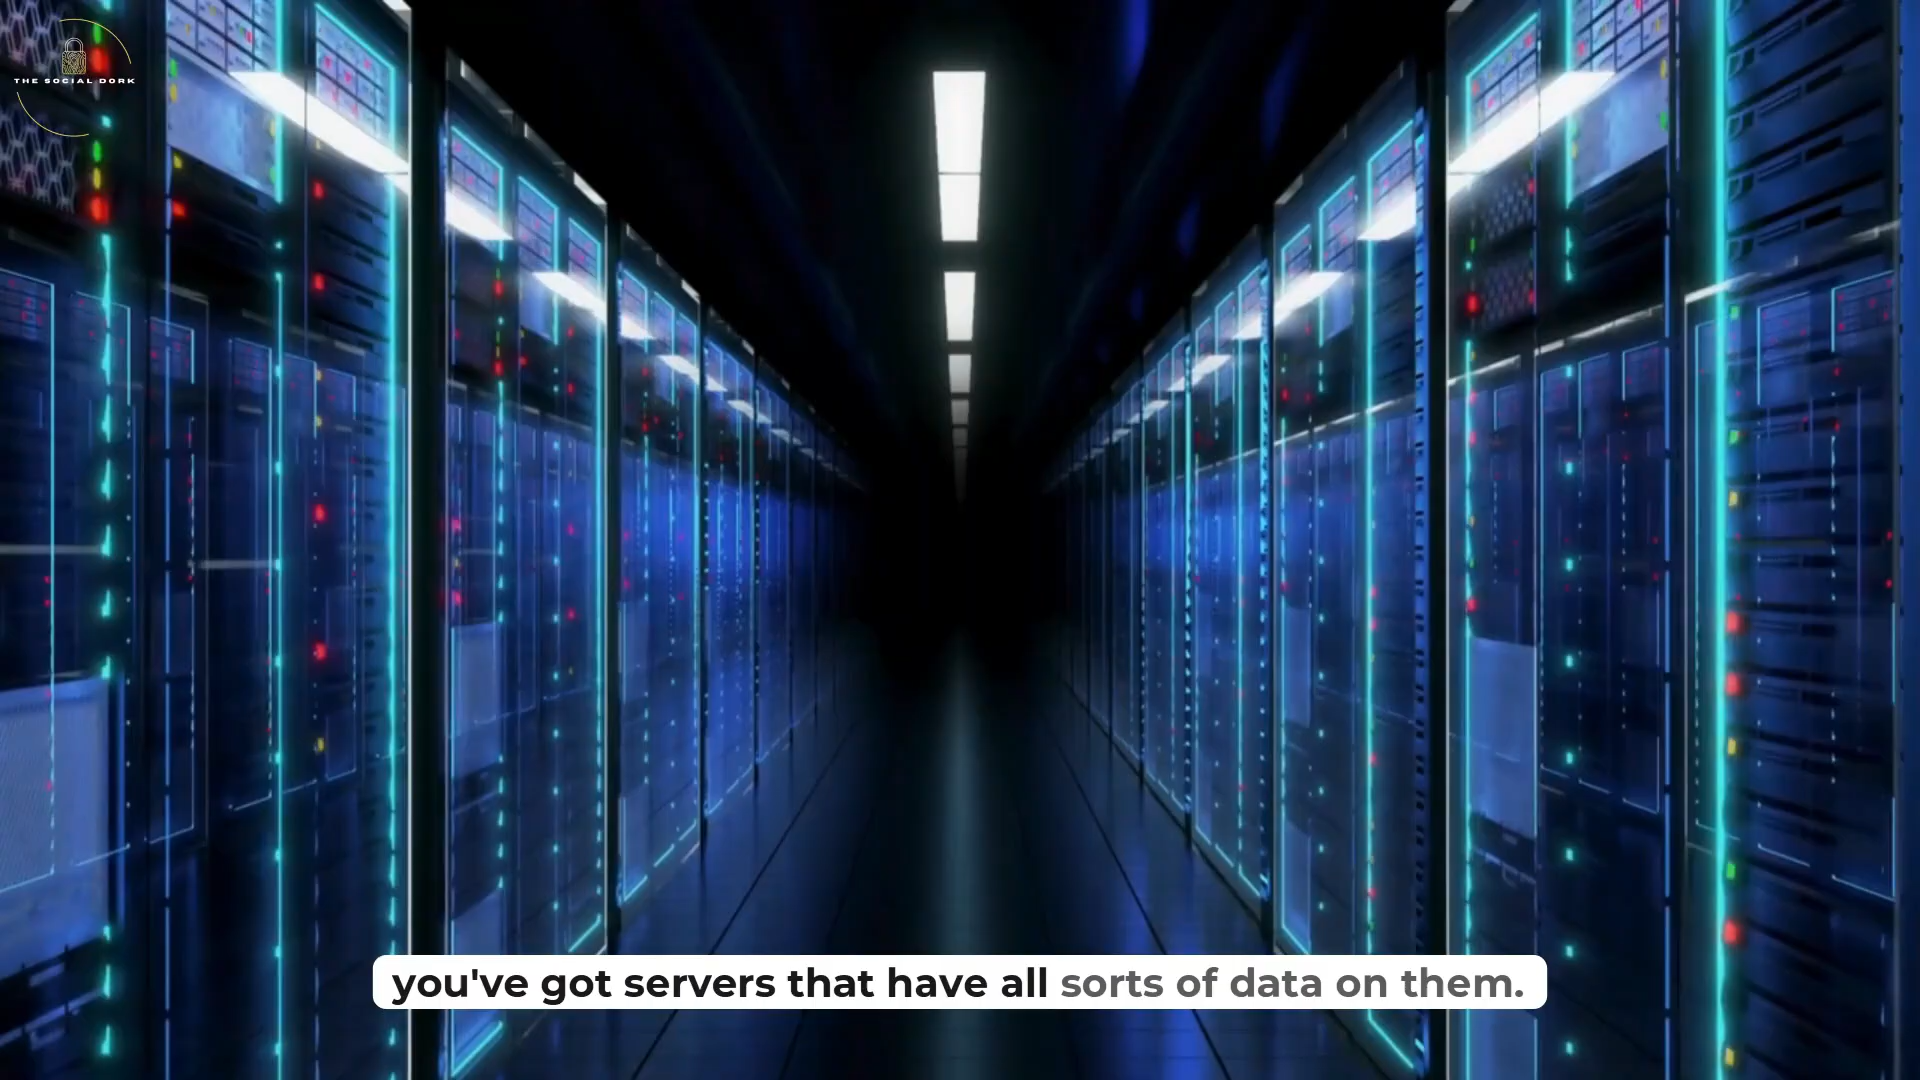 THE SOCIAL DORK
you've got servers that have all sorts of data on them.